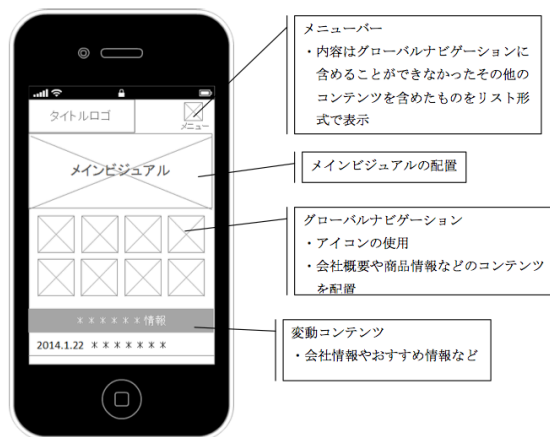 タイトルロゴ
メニュー
メインビジュアル
＊＊＊＊＊＊情報
2014.1.22 ＊＊＊＊＊＊＊
メニューバー
・内容はグローバルナビゲーションに
含めることができなかったその他の
コンテンツを含めたものをリスト形
式で表示
メインビジュアルの配置
グローバルナビゲーション
・アイコンの使用
・会社概要や商品情報などのコンテンツ
を配置
変動コンテンツ
・会社情報やおすすめ情報など